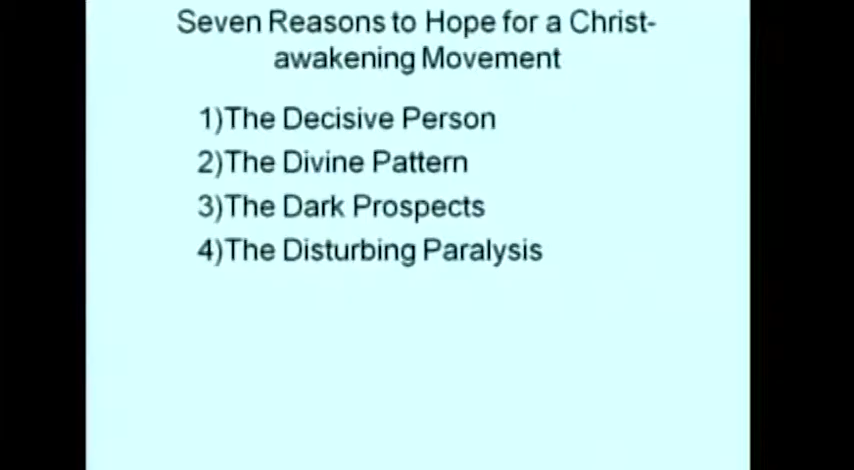 Seven Reasons to Hope for a Christ-
awakening Movement
1)The Decisive Person
2)The Divine Pattern
3)The Dark Prospects
4)The Disturbing Paralysis